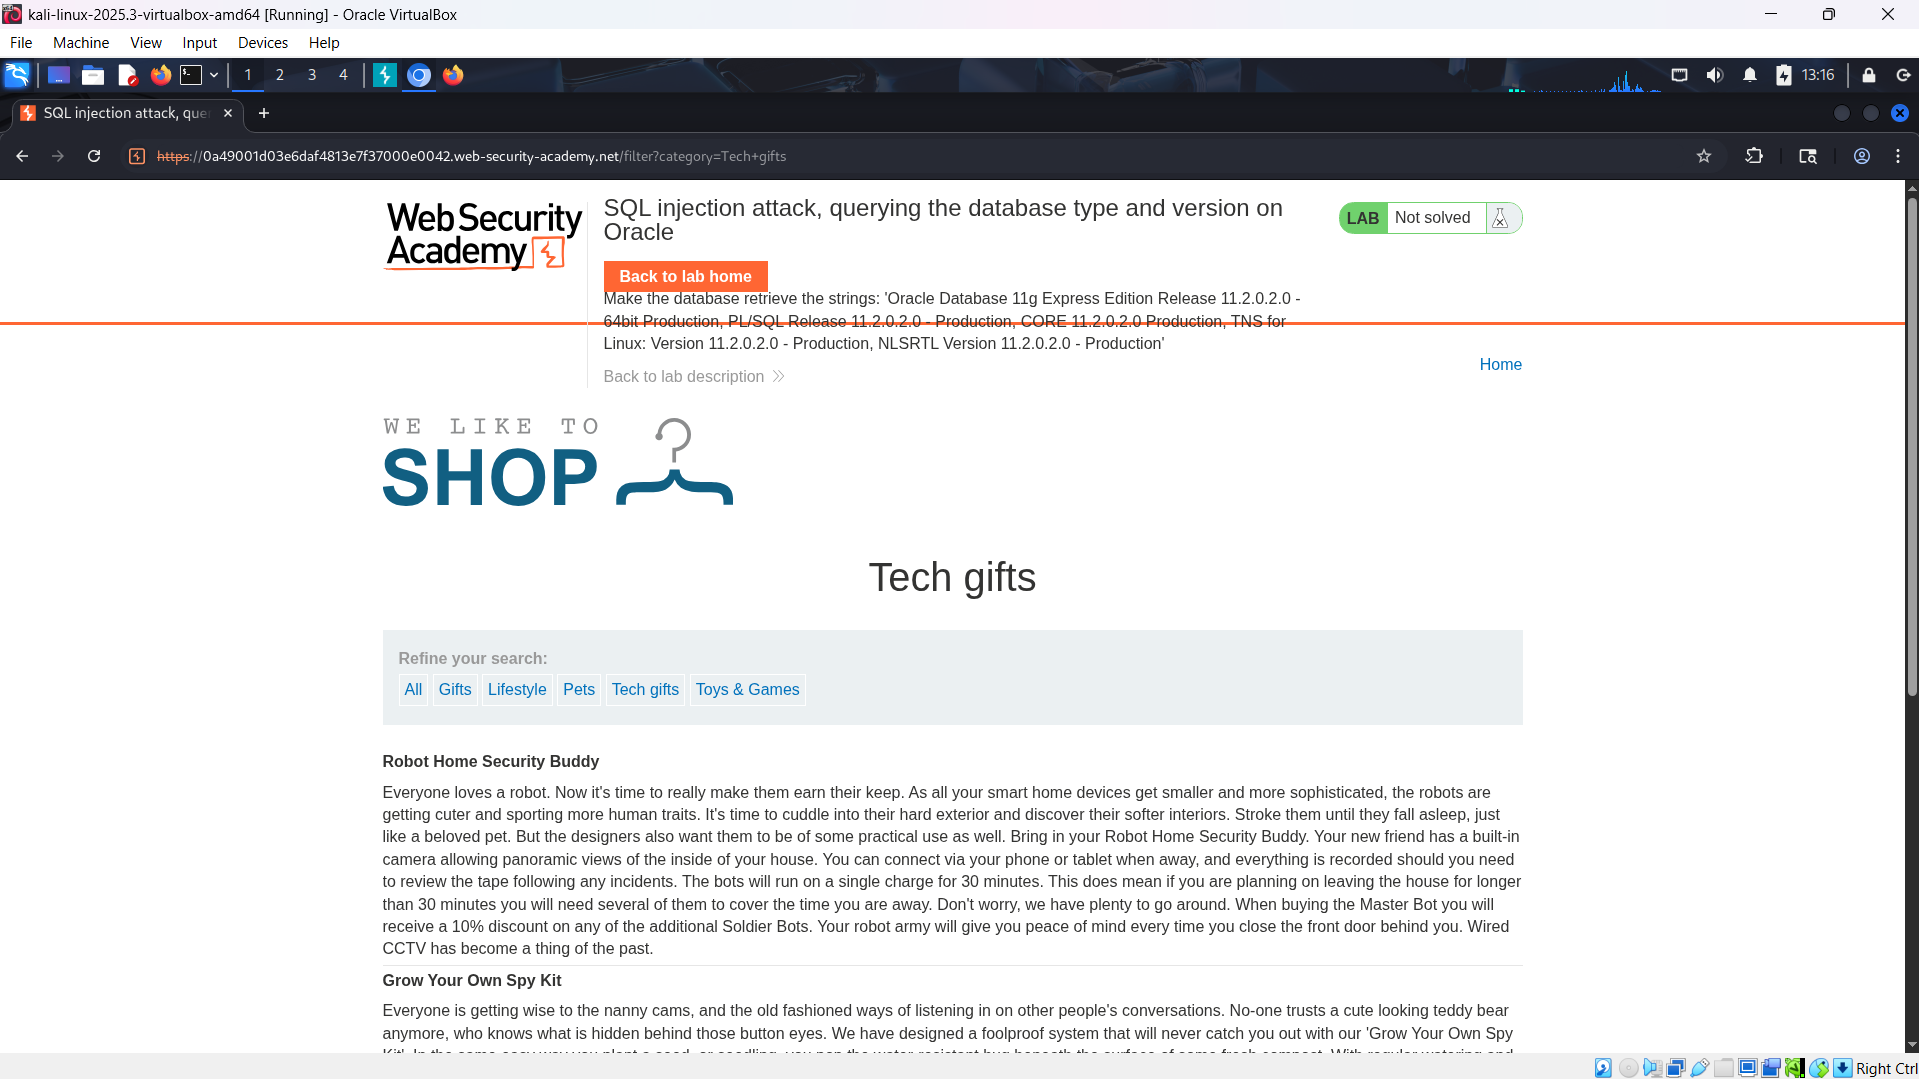 kali-linux-2025.3-virtualbox-amd64 [Running] - Oracle VirtualBox
File Machine View Input Devices Help
1 2 3 4 13:16
SQL injection attack, que
https://0a49001d03e6daf4813e7f37000e0042.web-security-academy.net/filter?category=Tech+gifts
WebSecurity
Academy
SQL injection attack, querying the database type and version on
Oracle
LAB Not solved
Back to lab home
Make the database retrieve the strings: 'Oracle Database 11g Express Edition Release 11.2.0.2.0 -
64bit Production, PL/SQL Release 11.2.0.2.0 - Production, CORE 11.2.0.2.0 Production, TNS for
Linux: Version 11.2.0.2.0 - Production, NLSRTL Version 11.2.0.2.0 - Production'
Back to lab description
Home
WE LIKE TO
SHOP
Tech gifts
Refine your search:
All Gifts Lifestyle Pets Tech gifts Toys & Games
Robot Home Security Buddy
Everyone loves a robot. Now it's time to really make them earn their keep. As all your smart home devices get smaller and more sophisticated, the robots are
getting cuter and sporting more human traits. It's time to cuddle into their hard exterior and discover their softer interiors. Stroke them until they fall asleep, just
like a beloved pet. But the designers also want them to be of some practical use as well. Bring in your Robot Home Security Buddy. Your new friend has a built-in
camera allowing panoramic views of the inside of your house. You can connect via your phone or tablet when away, and everything is recorded should you need
to review the tape following any incidents. The bots will run on a single charge for 30 minutes. This does mean if you are planning on leaving the house for longer
than 30 minutes you will need several of them to cover the time you are away. Don't worry, we have plenty to go around. When buying the Master Bot you will
receive a 10% discount on any of the additional Soldier Bots. Your robot army will give you peace of mind every time you close the front door behind you. Wired
CCTV has become a thing of the past.
Grow Your Own Spy Kit
Everyone is getting wise to the nanny cams, and the old fashioned ways of listening in on other people's conversations. No-one trusts a cute looking teddy bear
anymore, who knows what is hidden behind those button eyes. We have designed a foolproof system that will never catch you out with our 'Grow Your Own Spy
Right Ctrl